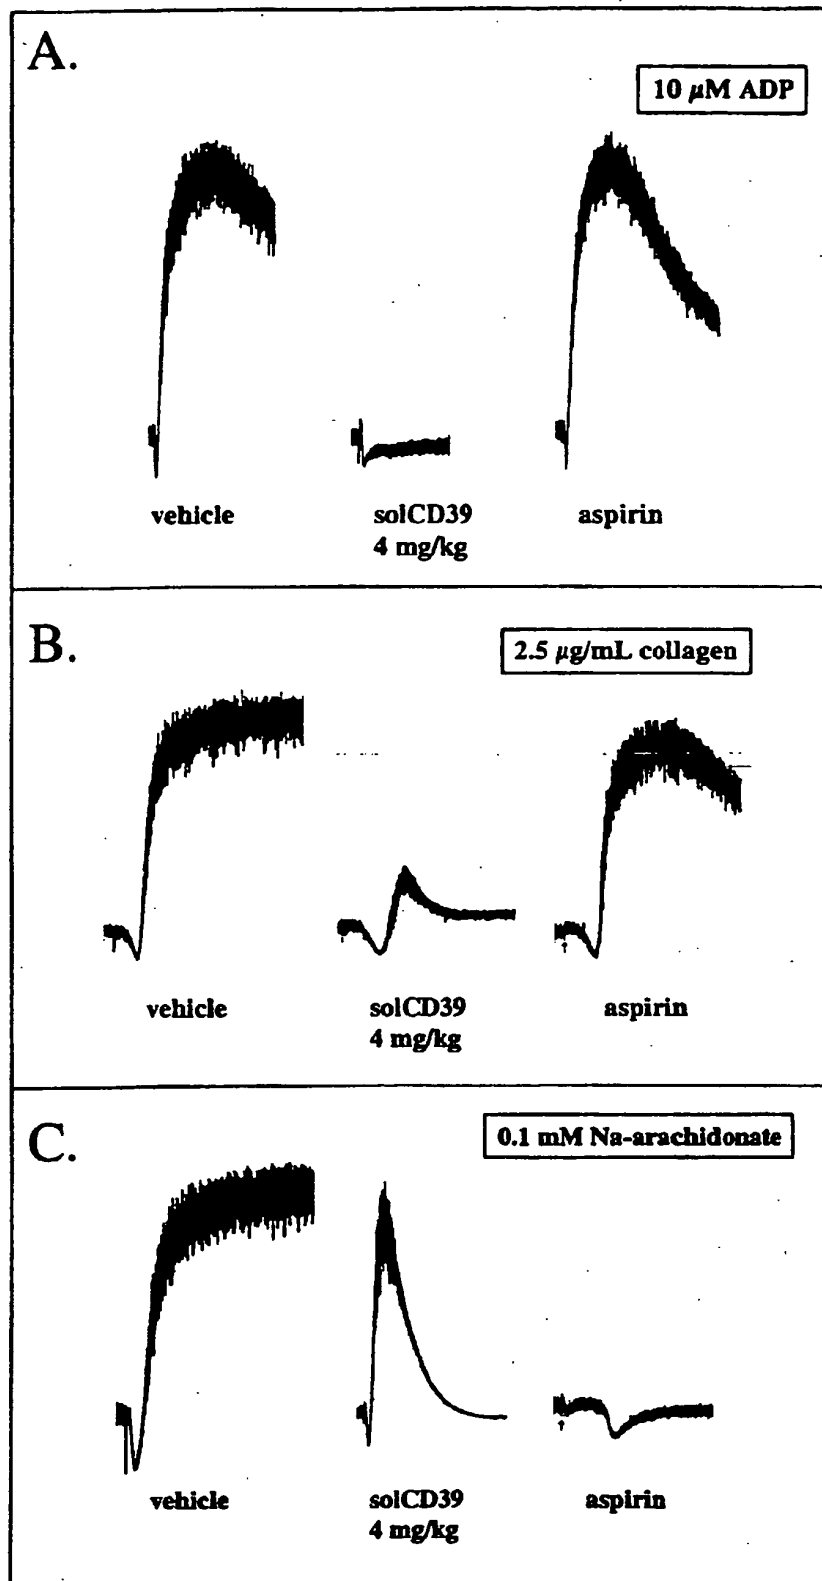 A.
10 μM ADP
vehicle
solCD39
4 mg/kg
aspirin
B.
2.5 μg/mL collagen
vehicle
solCD39
4 mg/kg
aspirin
C.
0.1 mM Na-arachidonate
vehicle
solCD39
4 mg/kg
aspirin